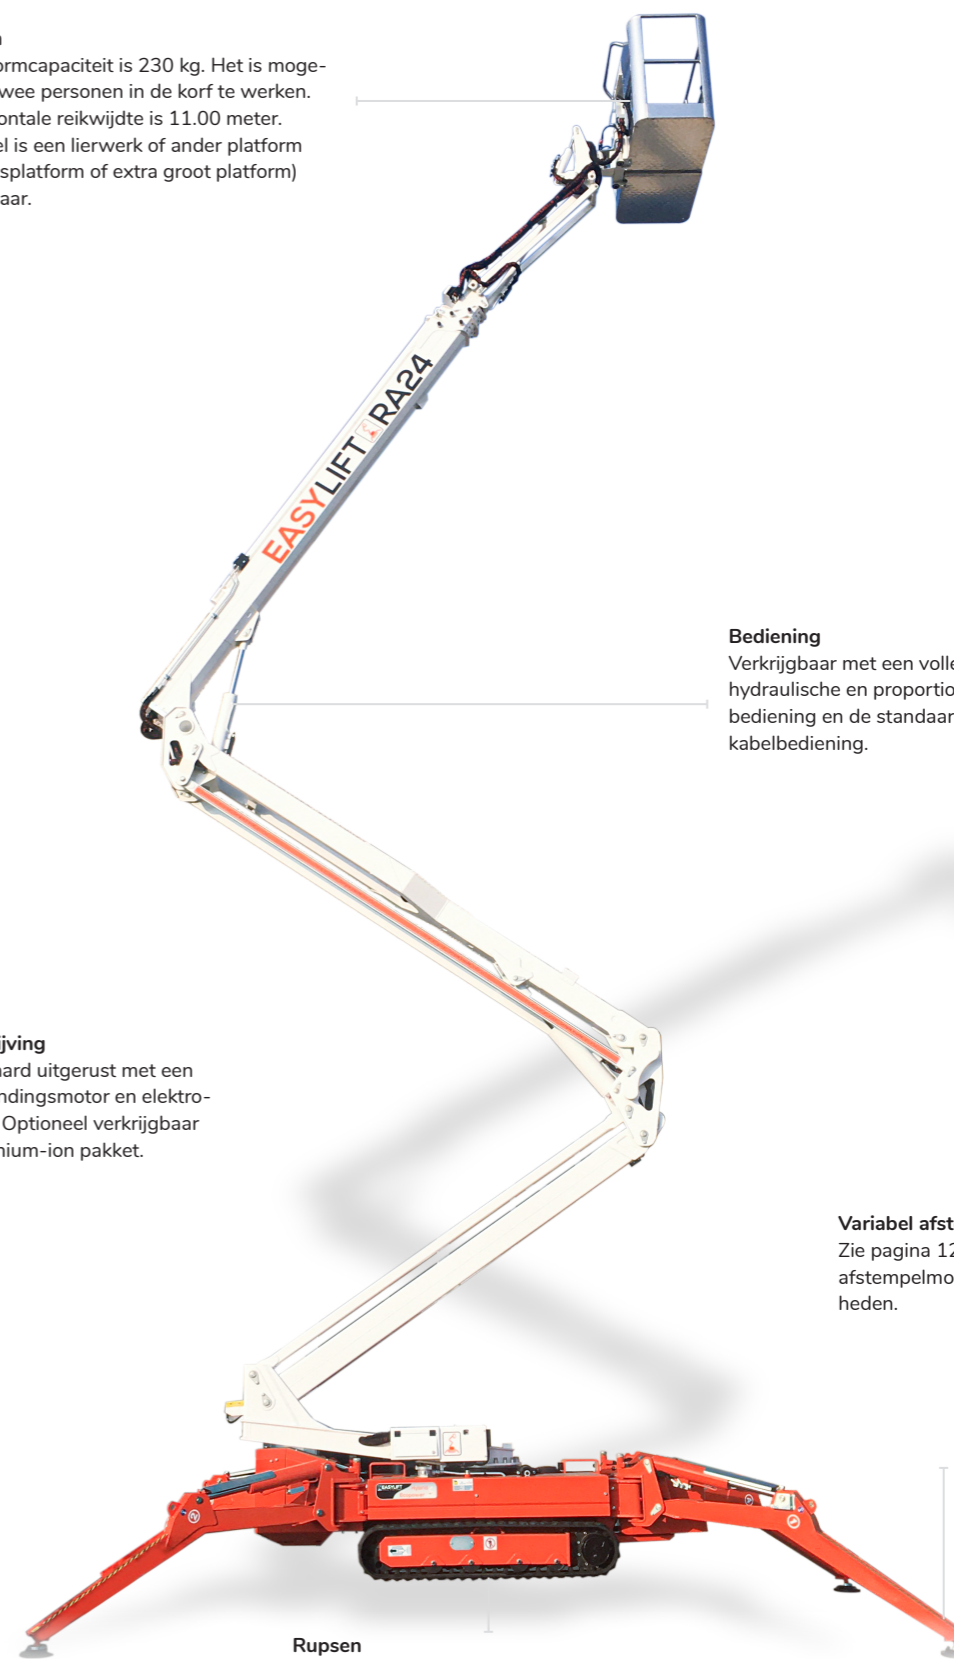 ormcapaciteit is 230 kg. Het is moge-
wee personen in de korf te werken.
ontale reikwijdte is 11.00 meter.
el is een lierwerk of ander platform
splatform of extra groot platform)
aar.
EASYLIFT RA24
Bediening
Verkrijgbaar met een volle
hydraulische en proportio
bediening en de standaar
kabelbediening.
ijving
ard uitgerust met een
ndingsmotor en elektro-
Optioneel verkrijgbaar
nium-ion pakket.
Variabel afst
Zie pagina 12
afstempelmo
heden.
EASYLIFT
2
Rupsen